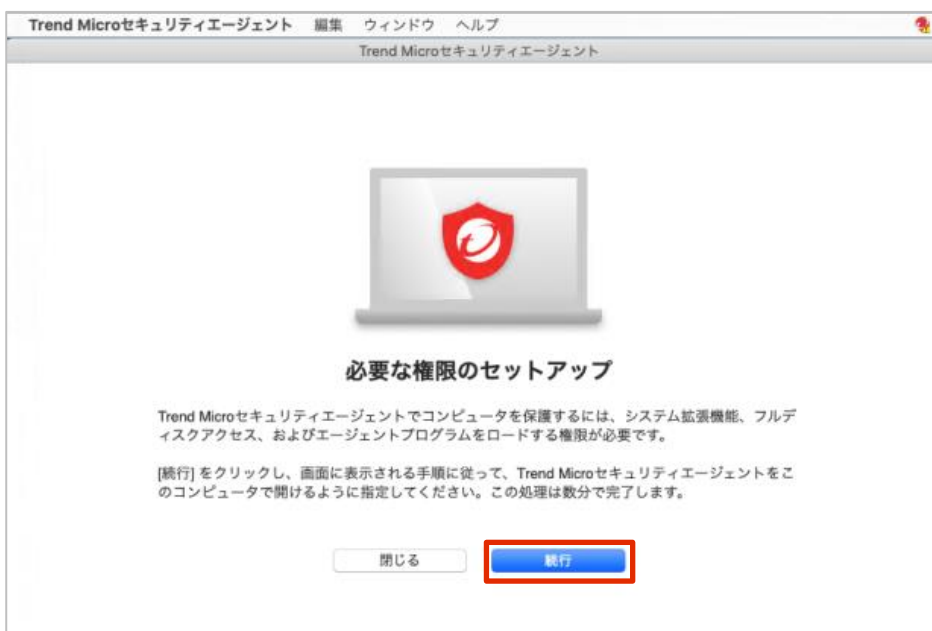 Trend Microセキュリティエージェント 編集 ウィンドウ ヘルプ
Trend Microセキュリティエージェント
必要な権限のセットアップ
Trend Microセキュリティエージェントでコンピュータを保護するには、システム拡張機能、フルデ
ィスクアクセス、およびエージェントプログラムをロードする権限が必要です。
[続行] をクリックし、画面に表示される手順に従って、Trend Microセキュリティエージェントをこ
のコンピュータで開けるように指定してください。この処理は数分で完了します。
閉じる 続行